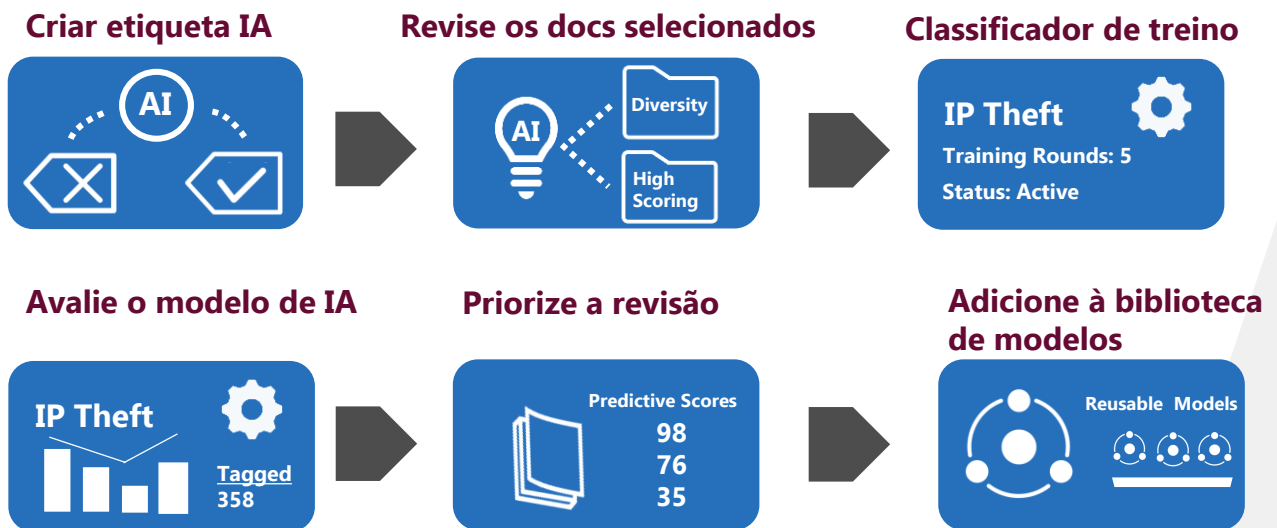 Criar etiqueta IA
AI
Revise os docs selecionados
AI
Diversity
High
Scoring
Classificador de treino
IP Theft
Training Rounds: 5
Status: Active
Avalie o modelo de IA
IP Theft
Tagged
358
Priorize a revisão
Predictive Scores
98
76
35
Adicione à biblioteca
de modelos
Reusable Models